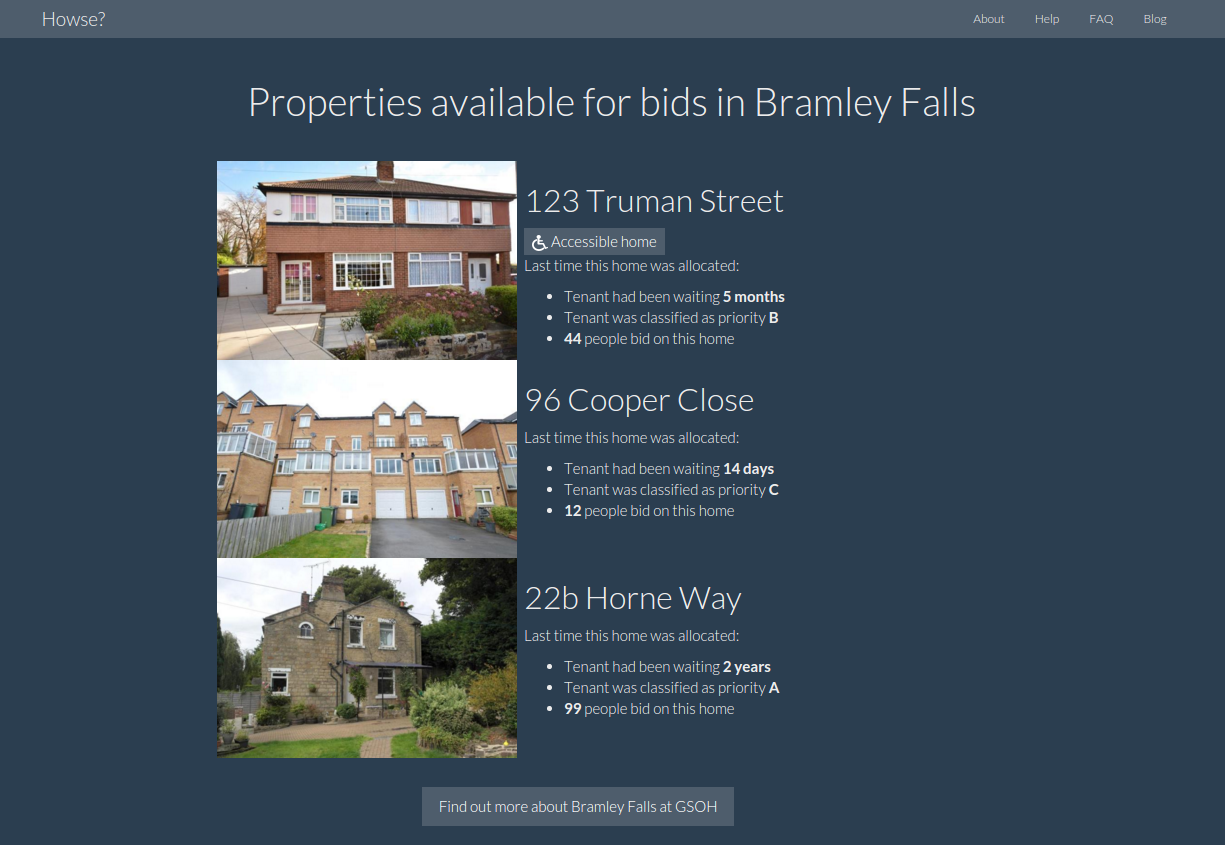 Howse?
About Help FAQ Blog
Properties available for bids in Bramley Falls
123 Truman Street
Accessible home
Last time this home was allocated:
Tenant had been waiting 5 months
Tenant was classified as priority B
44 people bid on this home
96 Cooper Close
Last time this home was allocated:
Tenant had been waiting 14 days
Tenant was classified as priority C
12 people bid on this home
22b Horne Way
Last time this home was allocated:
Tenant had been waiting 2 years
Tenant was classified as priority A
99 people bid on this home
Find out more about Bramley Falls at GSOH